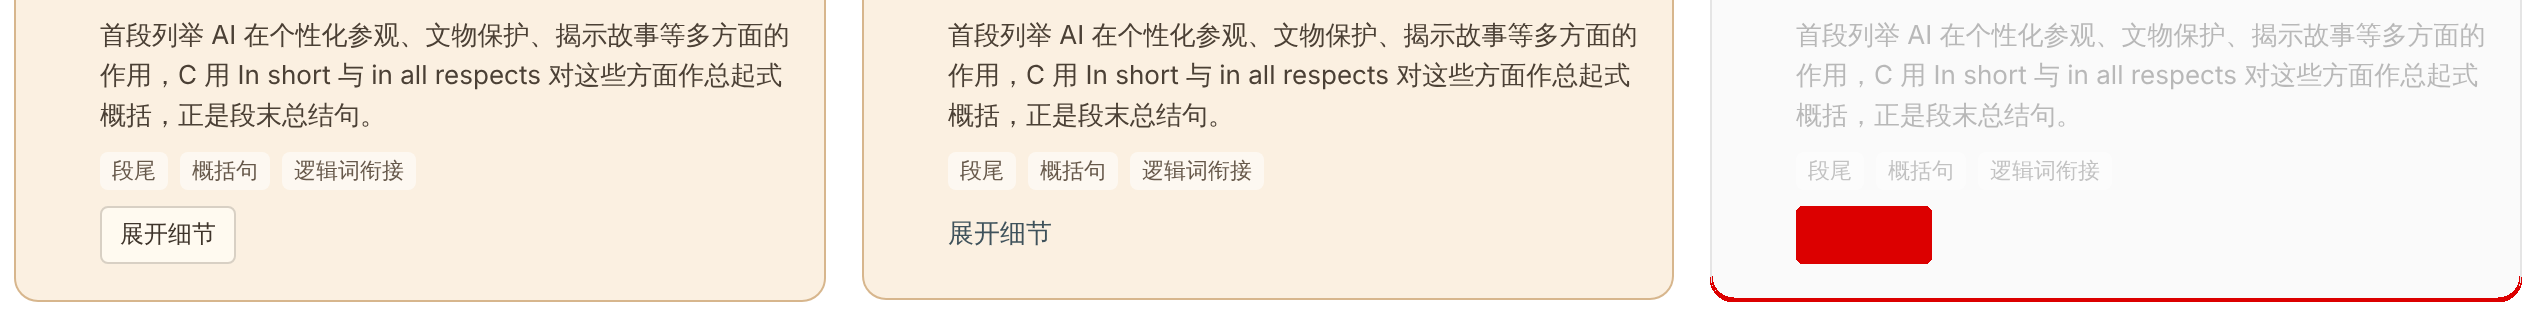 首段列举 AI 在个性化参观、文物保护、揭示故事等多方面的
作用，C 用 In short 与 in all respects 对这些方面作总起式
概括，正是段末总结句。
段尾 概括句 逻辑词衔接
展开细节
首段列举 AI 在个性化参观、文物保护、揭示故事等多方面的
作用，C 用 In short 与 in all respects 对这些方面作总起式
概括，正是段末总结句。
段尾 概括句 逻辑词衔接
展开细节
首段列举 AI 在个性化参观、文物保护、揭示故事等多方面的
作用，C 用 In short 与 in all respects 对这些方面作总起式
概括，正是段末总结句。
段尾 概括句 逻辑词衔接